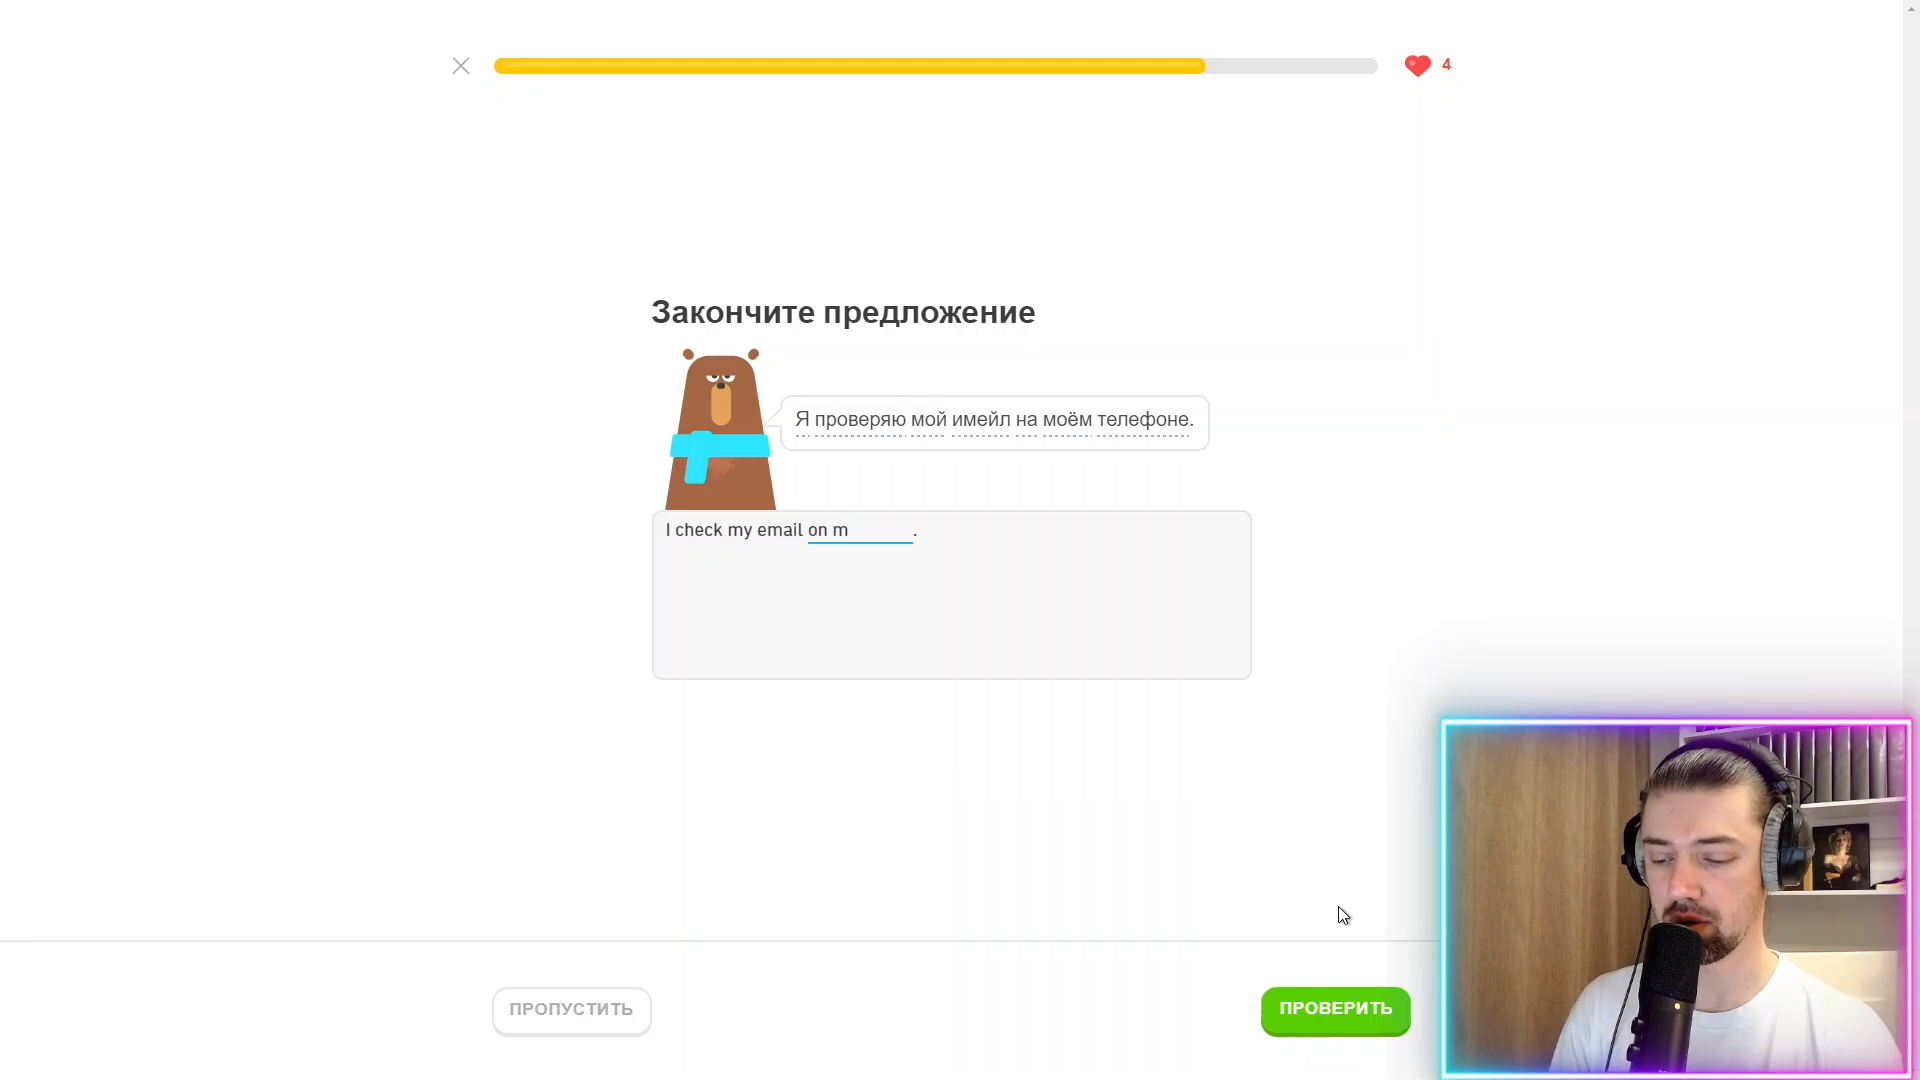 4
Закончите предложение
Я проверяю мой имейл на моём телефоне.
I check my email on m .
ПРОПУСТИТЬ
ПРОВЕРИТЬ